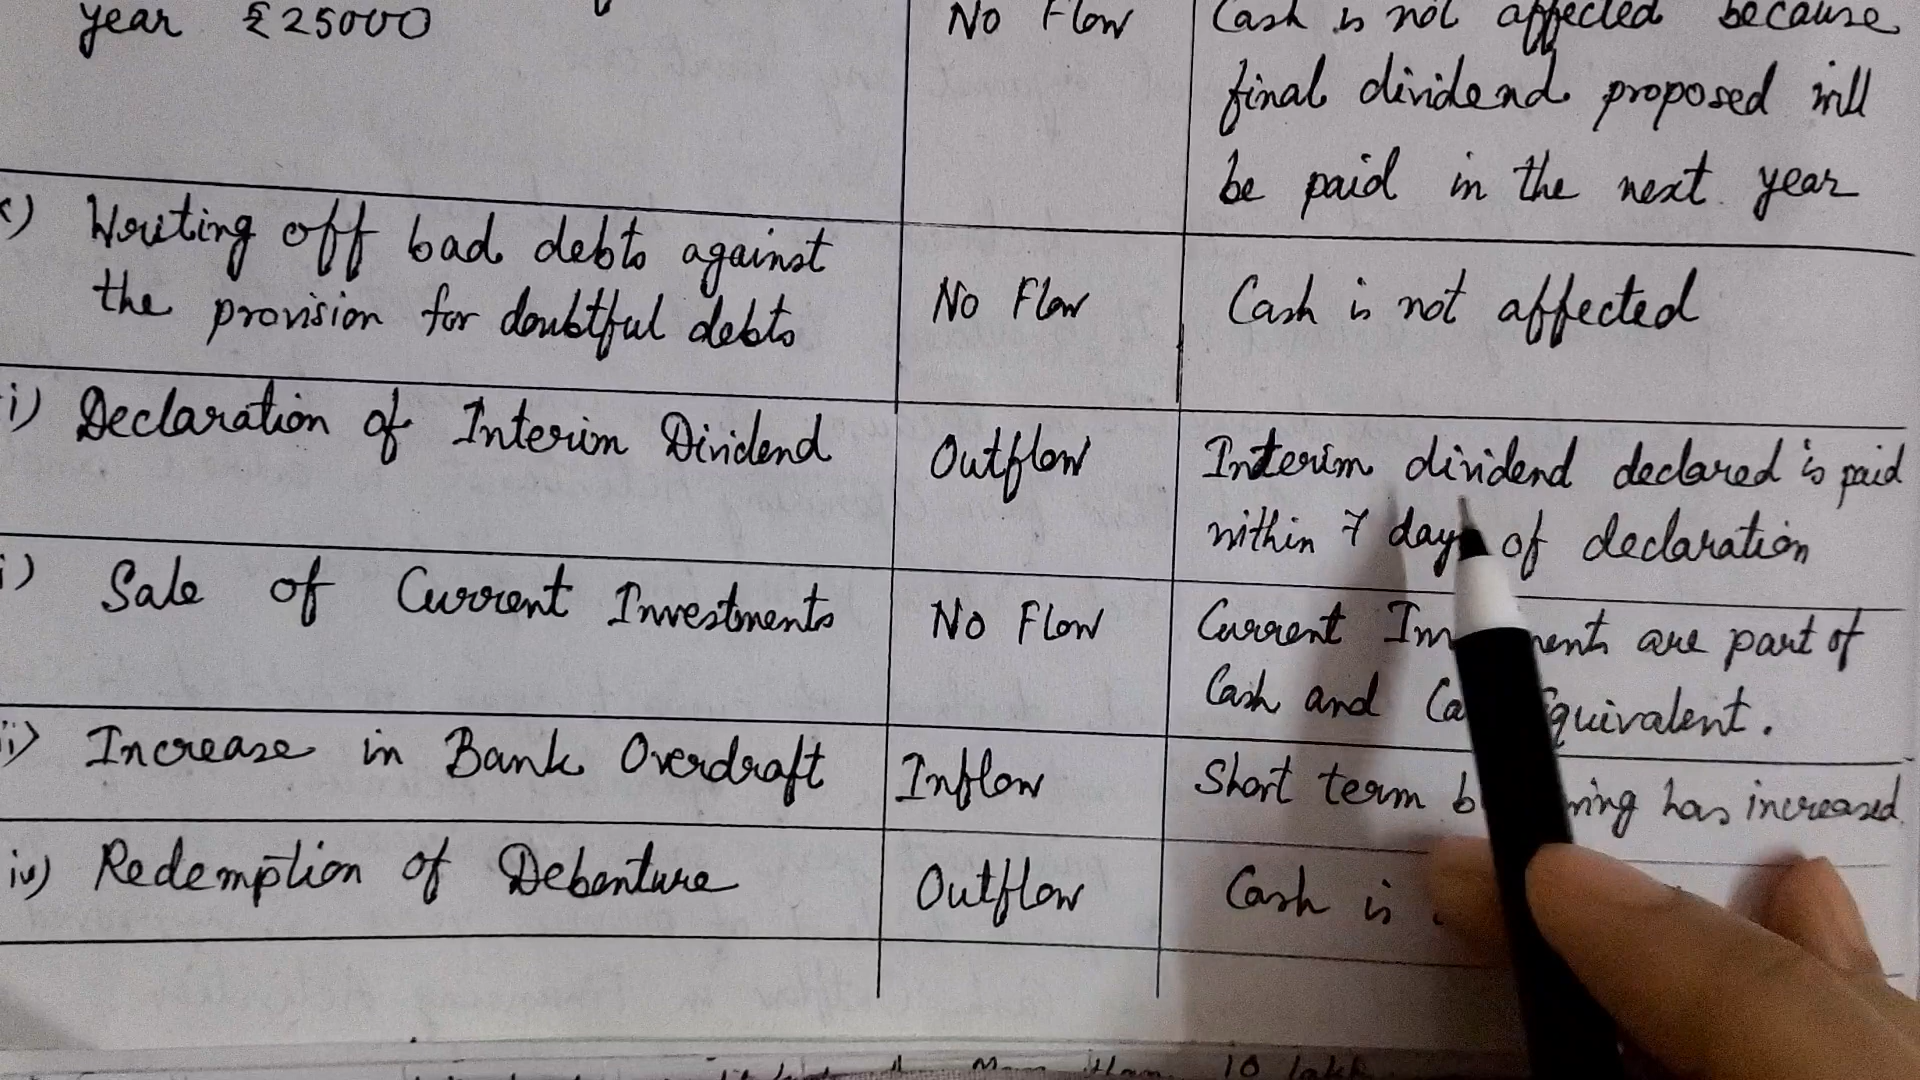 year ₹25000
No Flow
Cash is not affected because
final dividend proposed will
be paid in the next year
Writing off bad debts against
the provision for doubtful debts
No Flow
Cash is not affected
i) Declaration of Interim Dividend
Outflow
Interim dividend declared is paid
within 7 days of declaration
i) Sale of Current Investments
No Flow
Current are part of
Cash and Equivalent.
ii) Increase in Bank Overdraft
Inflow
Short term has increased
iv) Redemption of Debenture
Outflow
Cash is
10 lakh